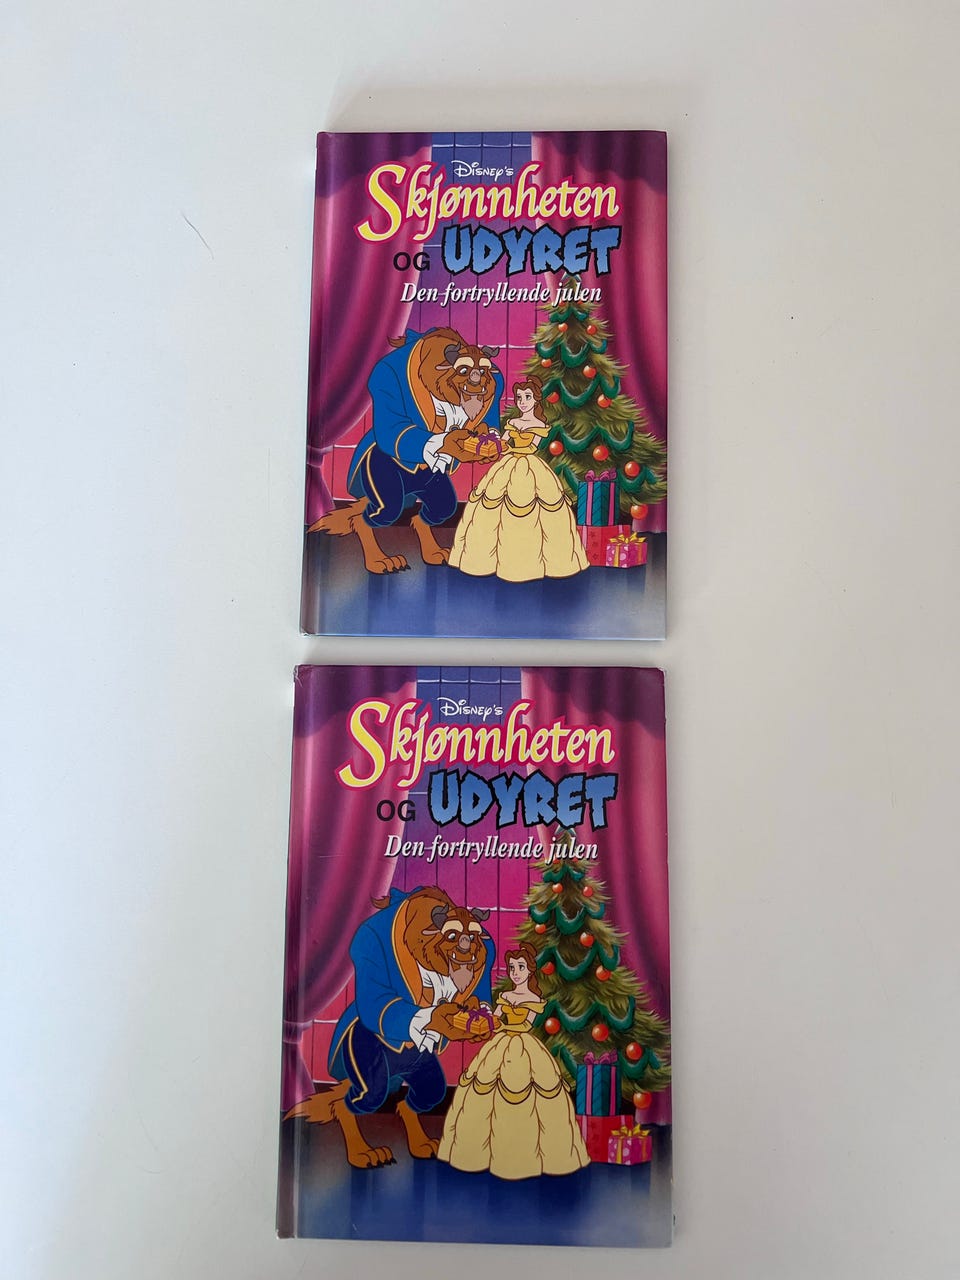 Disney's
Skjønnheten
OG UDYRET
Den fortryllende julen
Disney's
Skjønnheten
OG UDYRET
Den fortryllende julen